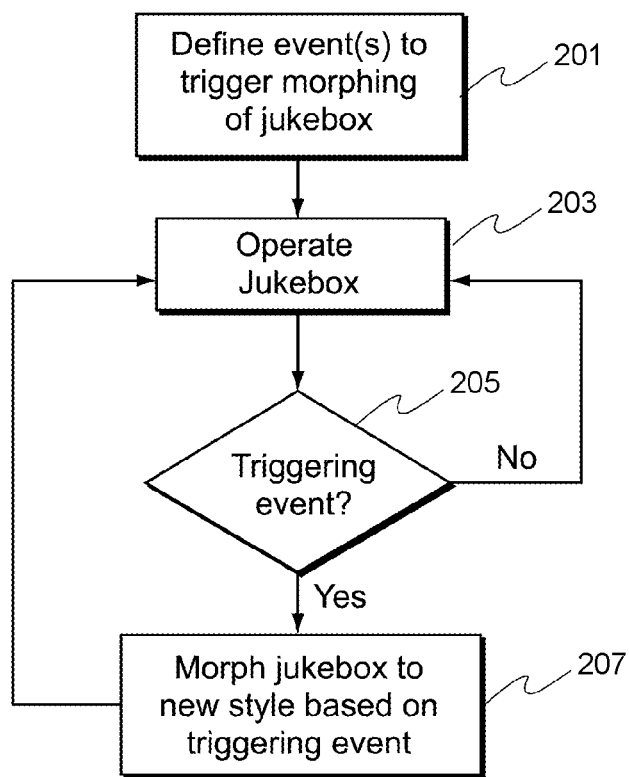 Define event(s) to
trigger morphing
of jukebox
201
Operate
Jukebox
203
Triggering
event?
205
No
Yes
Morph jukebox to
new style based on
triggering event
207